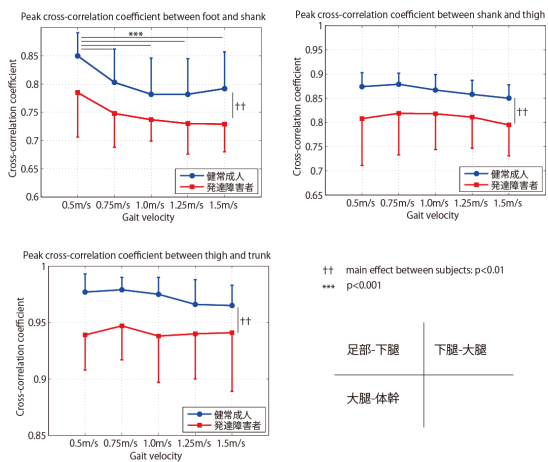 Peak cross-correlation coefficient between foot and shank
Cross-correlation coefficient
0.85
0.8
0.75
0.7
0.65
0.6
***
††
健常成人
発達障害者
0.5m/s 0.75m/s 1.0m/s 1.25m/s 1.5m/s
Gait velocity
Peak cross-correlation coefficient between shank and thigh
Cross-correlation coefficient
1
0.95
0.9
0.85
0.8
0.75
0.7
0.65
††
健常成人
発達障害者
0.5m/s 0.75m/s 1.0m/s 1.25m/s 1.5m/s
Gait velocity
Peak cross-correlation coefficient between thigh and trunk
Cross-correlation coefficient
1
0.95
0.9
0.85
††
健常成人
発達障害者
0.5m/s 0.75m/s 1.0m/s 1.25m/s 1.5m/s
Gait velocity
†† main effect between subjects: p<0.01
*** p<0.001
足部-下腿 下腿-大腿
大腿-体幹